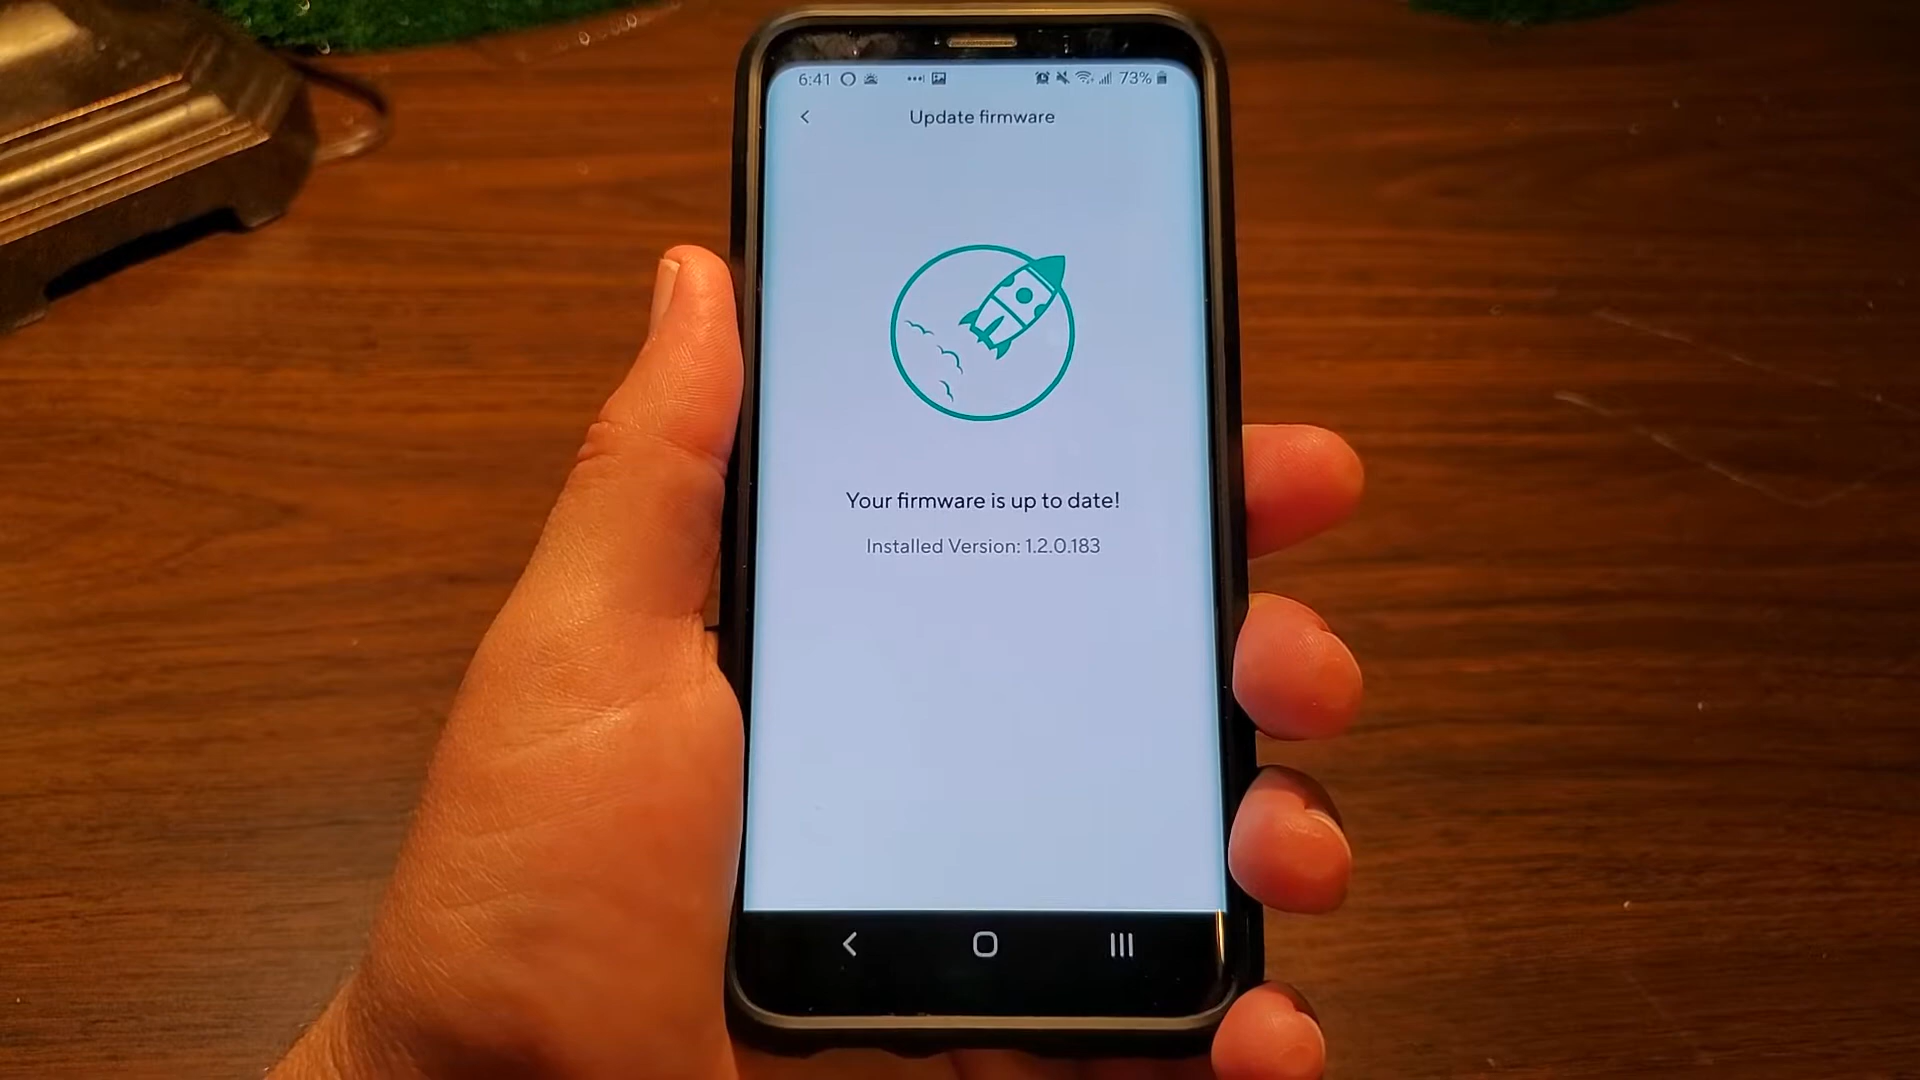 6:41 73%
Update firmware
Your firmware is up to date!
Installed Version: 1.2.0.183